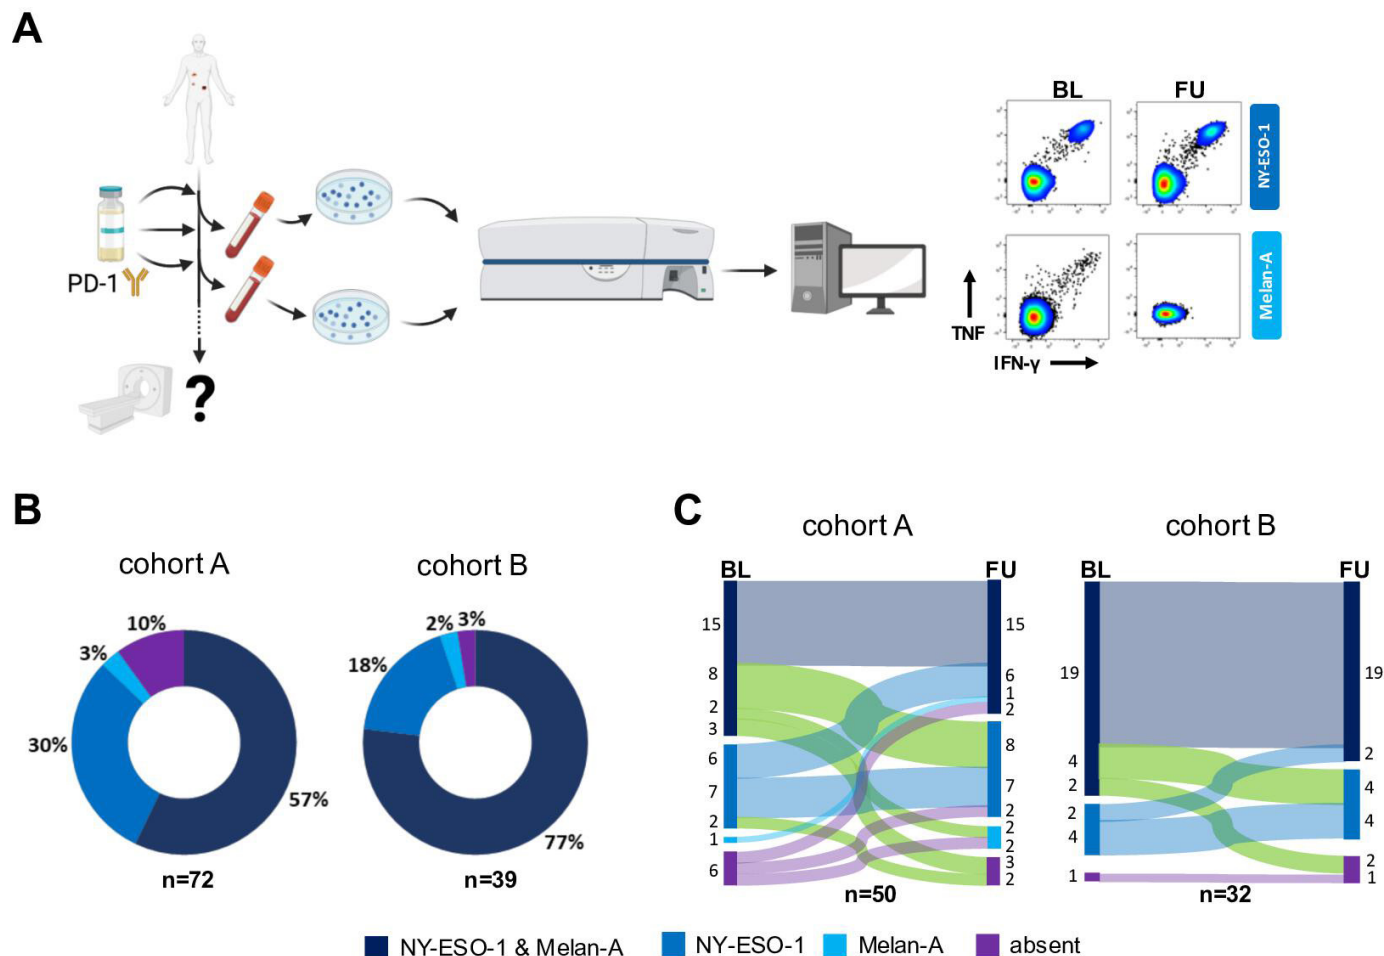 A
BL
FU
NY-ESO-1
Melan-A
PD-1
TNF
IFN-γ
?
B
cohort A
cohort B
10%
3%
30%
57%
n=72
2%
3%
18%
77%
n=39
C
cohort A
BL
FU
15
8
2
3
6
7
2
1
6
15
6
1
2
8
7
2
2
2
3
2
n=50
cohort B
BL
FU
19
4
2
2
4
1
19
2
4
4
2
1
n=32
NY-ESO-1 & Melan-A
NY-ESO-1
Melan-A
absent